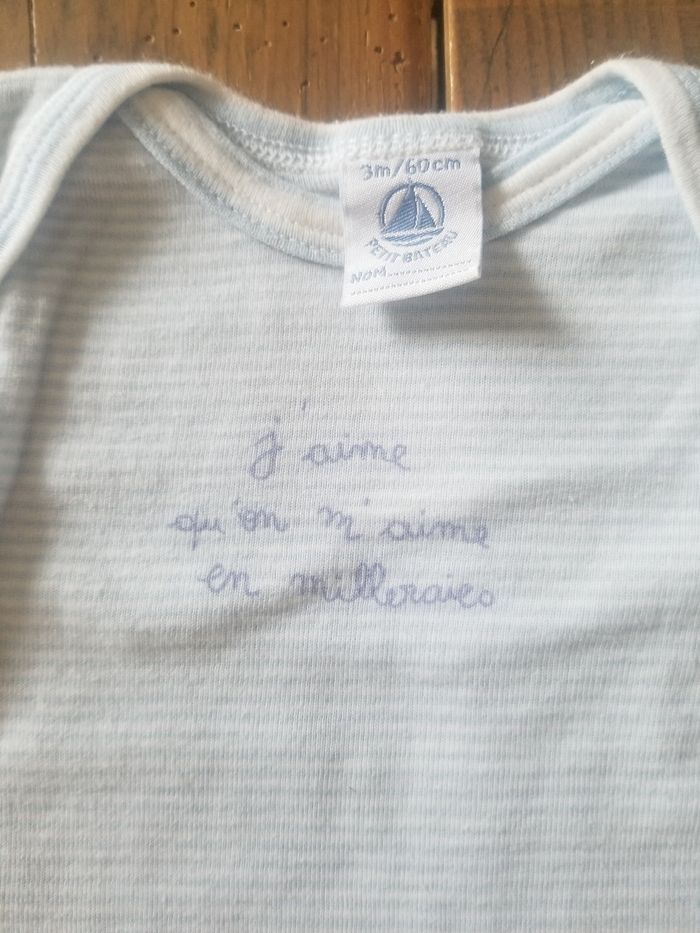 3m/60cm
PETIT BATEAU
NOM
j'aime
qu'on m'aime
en milleraies